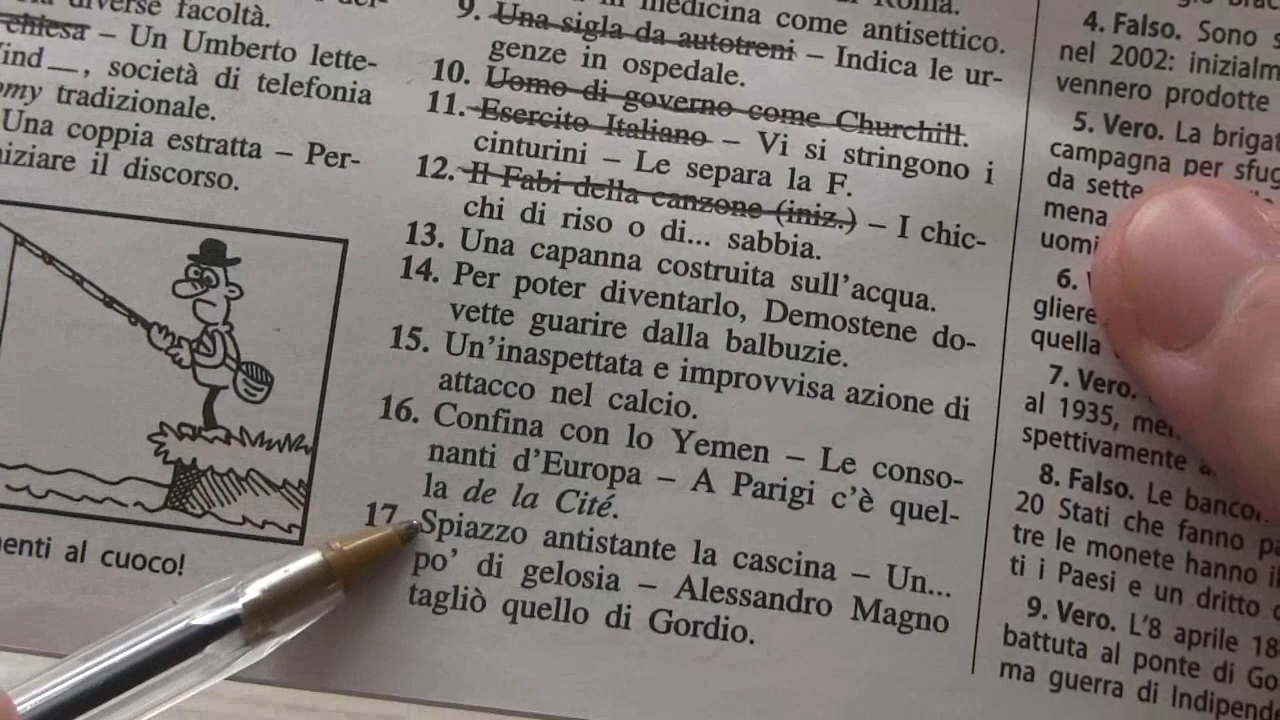 diverse facoltà.
chiesa – Un Umberto lette-
ind__, società di telefonia
omy tradizionale.
Una coppia estratta – Per-
iniziare il discorso.
enti al cuoco!
medicina come antisettico.
9. Una sigla da autotreni – Indica le ur-
genze in ospedale.
10. Uomo di governo come Churchill.
11. Esercito Italiano – Vi si stringono i
cinturini – Le separa la F.
12. Il Fabi della canzone (iniz.) – I chic-
chi di riso o di... sabbia.
13. Una capanna costruita sull'acqua.
14. Per poter diventarlo, Demostene do-
vette guarire dalla balbuzie.
15. Un'inaspettata e improvvisa azione di
attacco nel calcio.
16. Confina con lo Yemen – Le conso-
nanti d'Europa – A Parigi c'è quel-
la de la Cité.
17. Spiazzo antistante la cascina – Un...
po' di gelosia – Alessandro Magno
tagliò quello di Gordio.
4. Falso. Sono
nel 2002: inizialm
vennero prodotte
5. Vero. La brigat
campagna per sfug
da sette
mena
uomi
6.
gliere
quella
7. Vero.
al 1935, me
spettivamente
8. Falso. Le banco
20 Stati che fanno pa
tre le monete hanno il
ti i Paesi e un dritto
9. Vero. L'8 aprile 18
battuta al ponte di Go
ma guerra di Indipend